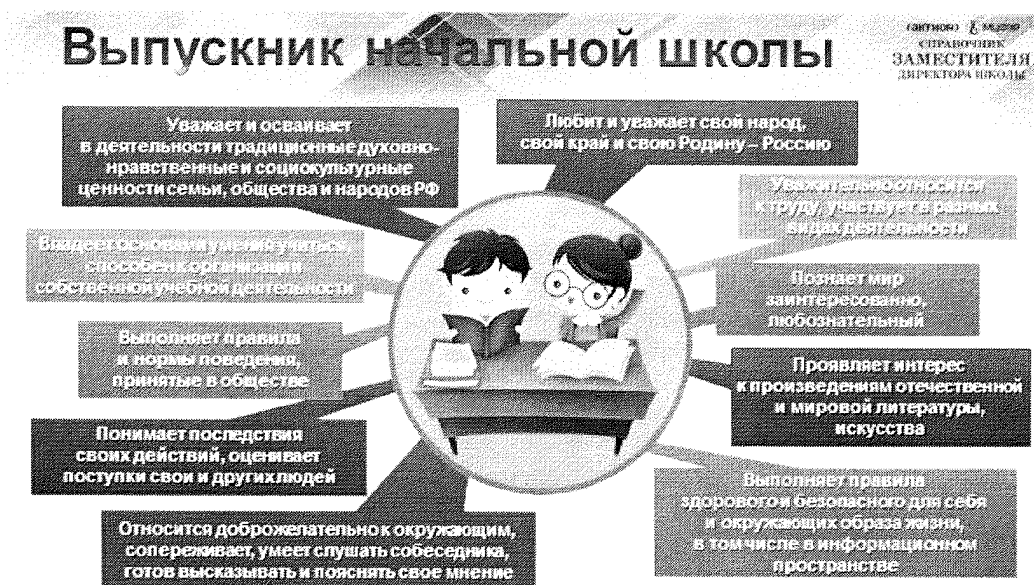 Выпускник начальной школы
СПРАВОЧНИК
ЗАМЕСТИТЕЛЯ
ДИРЕКТОРА ШКОЛЫ
Уважает и осваивает
в деятельности традиционные духовно-
нравственные и социокультурные
ценности семьи, общества и народов РФ
Любит и уважает свой народ,
свой край и свою Родину – Россию
Владеет основами умения учиться,
способен к организации
собственной учебной деятельности
Уважительно относится
к труду, участвует в разных
видах деятельности
Выполняет правила
и нормы поведения,
принятые в обществе
Познает мир
заинтересованно,
любознательный
Понимает последствия
своих действий, оценивает
поступки свои и других людей
Проявляет интерес
к произведениям отечественной
и мировой литературы,
искусства
Относится доброжелательно к окружающим,
сопереживает, умеет слушать собеседника,
готов высказывать и пояснять свое мнение
Выполняет правила
здорового и безопасного для себя
и окружающих образа жизни,
в том числе в информационном
пространстве